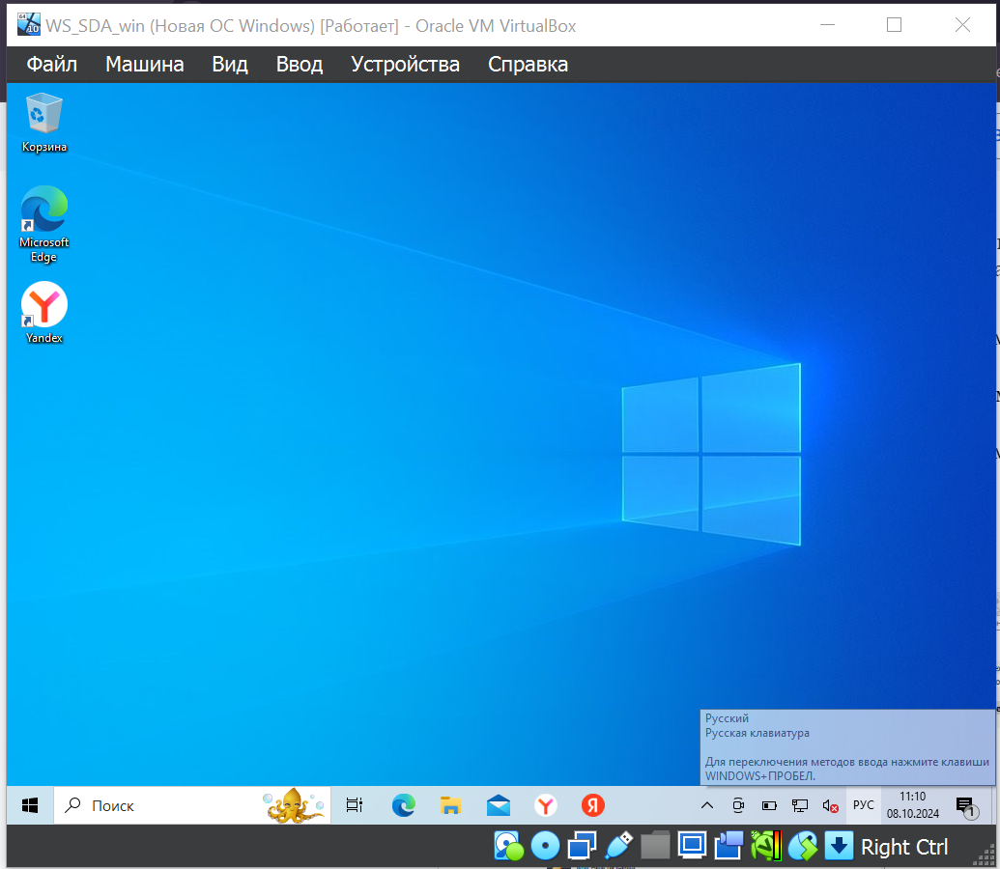 WS_SDA_win (Новая ОС Windows) [Работает] - Oracle VM VirtualBox
Файл Машина Вид Ввод Устройства Справка
Корзина
Microsoft
Edge
Yandex
Русский
Русская клавиатура
Для переключения методов ввода нажмите клавиши
WINDOWS+ПРОБЕЛ.
Поиск
РУС
11:10
08.10.2024
1
Right Ctrl